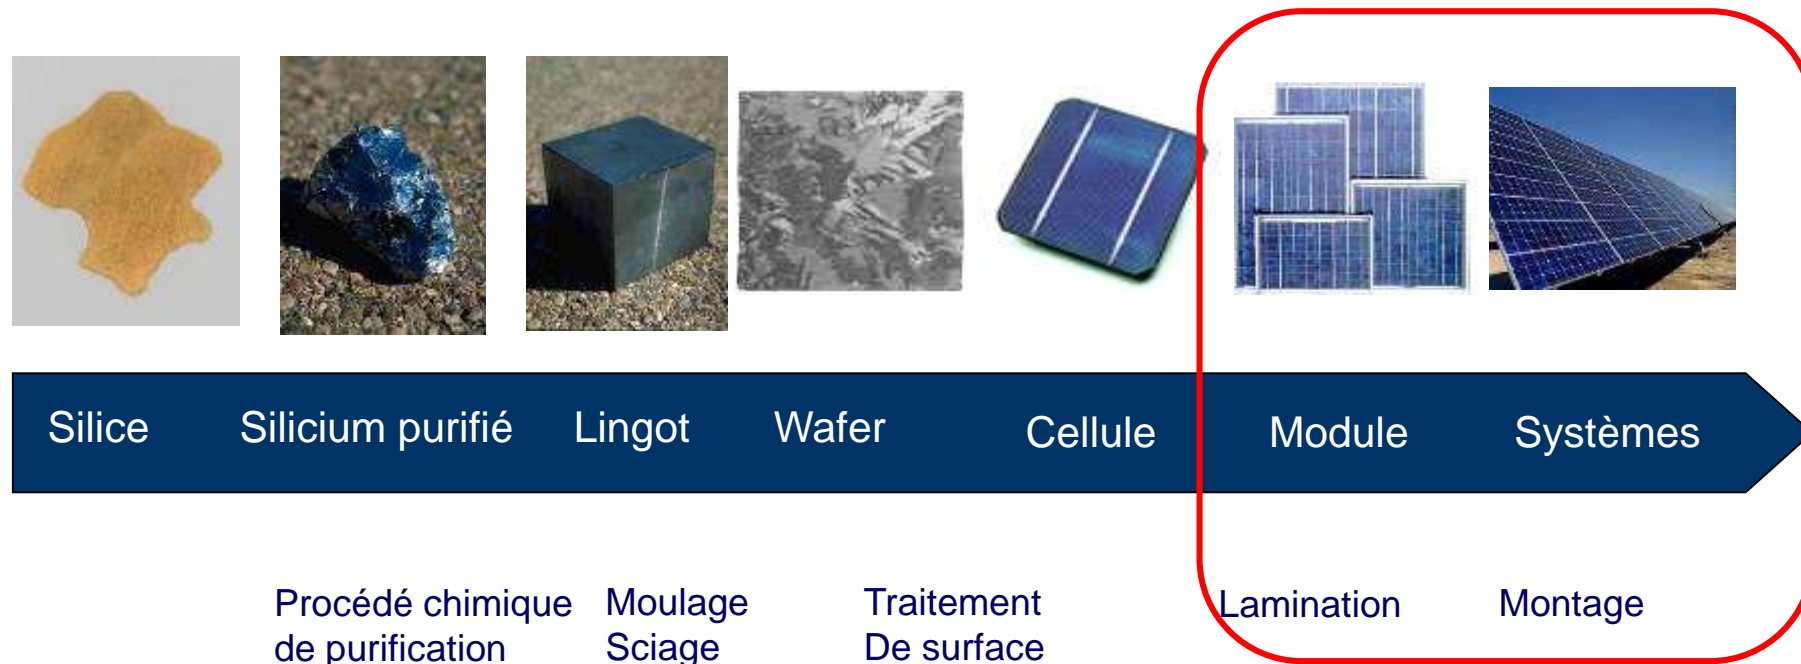 Silice
Silicium purifié
Lingot
Wafer
Cellule
Module
Systèmes
Procédé chimique
de purification
Moulage
Sciage
Traitement
De surface
Lamination
Montage